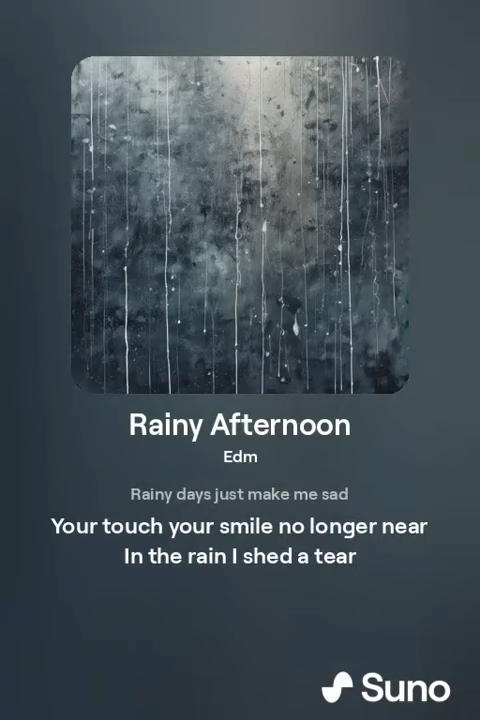 Rainy Afternoon
Edm
Rainy days just make me sad
Your touch your smile no longer near
In the rain I shed a tear
Suno